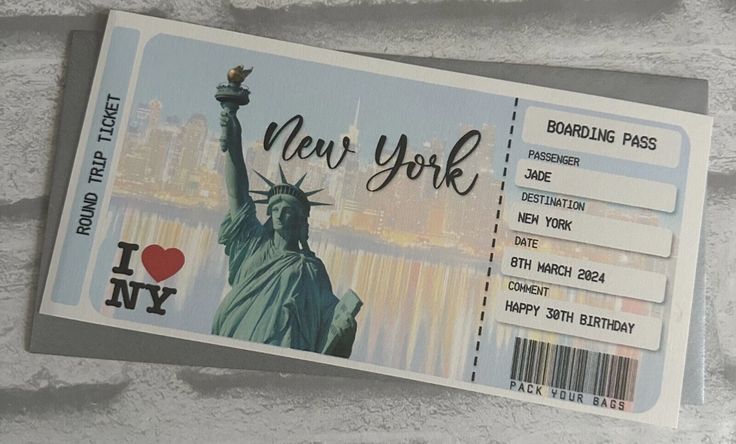 ROUND TRIP TICKET
New York
I ❤
NY
BOARDING PASS
PASSENGER
JADE
DESTINATION
NEW YORK
DATE
8TH MARCH 2024
COMMENT
HAPPY 30TH BIRTHDAY
PACK YOUR BAGS